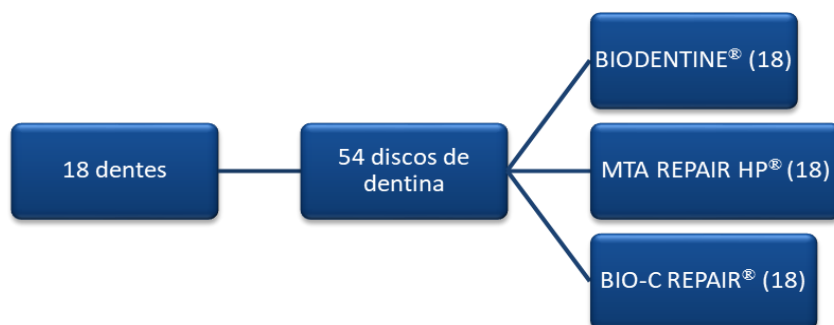 18 dentes
54 discos de
dentina
BIODENTINE® (18)
MTA REPAIR HP® (18)
BIO-C REPAIR® (18)